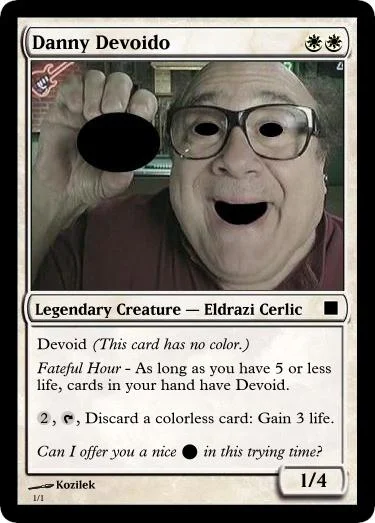 Danny Devoido
Legendary Creature — Eldrazi Cerlic
Devoid (This card has no color.)
Fateful Hour - As long as you have 5 or less
life, cards in your hand have Devoid.
2, , Discard a colorless card: Gain 3 life.
Can I offer you a nice ● in this trying time?
1/4
Kozilek
1/1